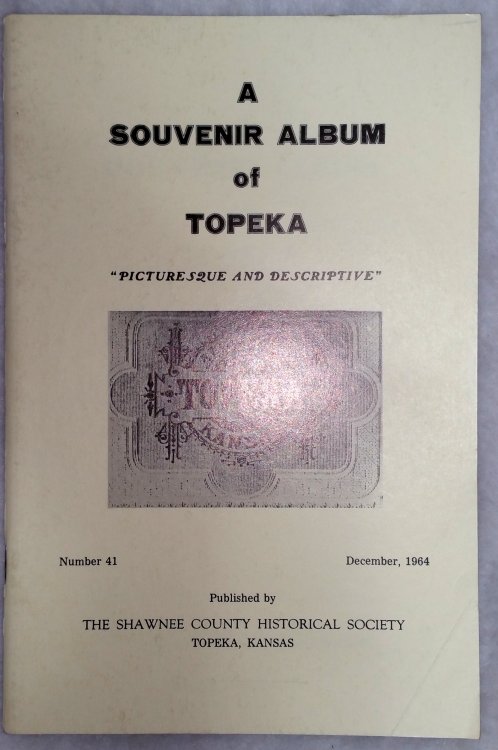 A
SOUVENIR ALBUM
of
TOPEKA
"PICTURESQUE AND DESCRIPTIVE"
KANSAS
Number 41
December, 1964
Published by
THE SHAWNEE COUNTY HISTORICAL SOCIETY
TOPEKA, KANSAS